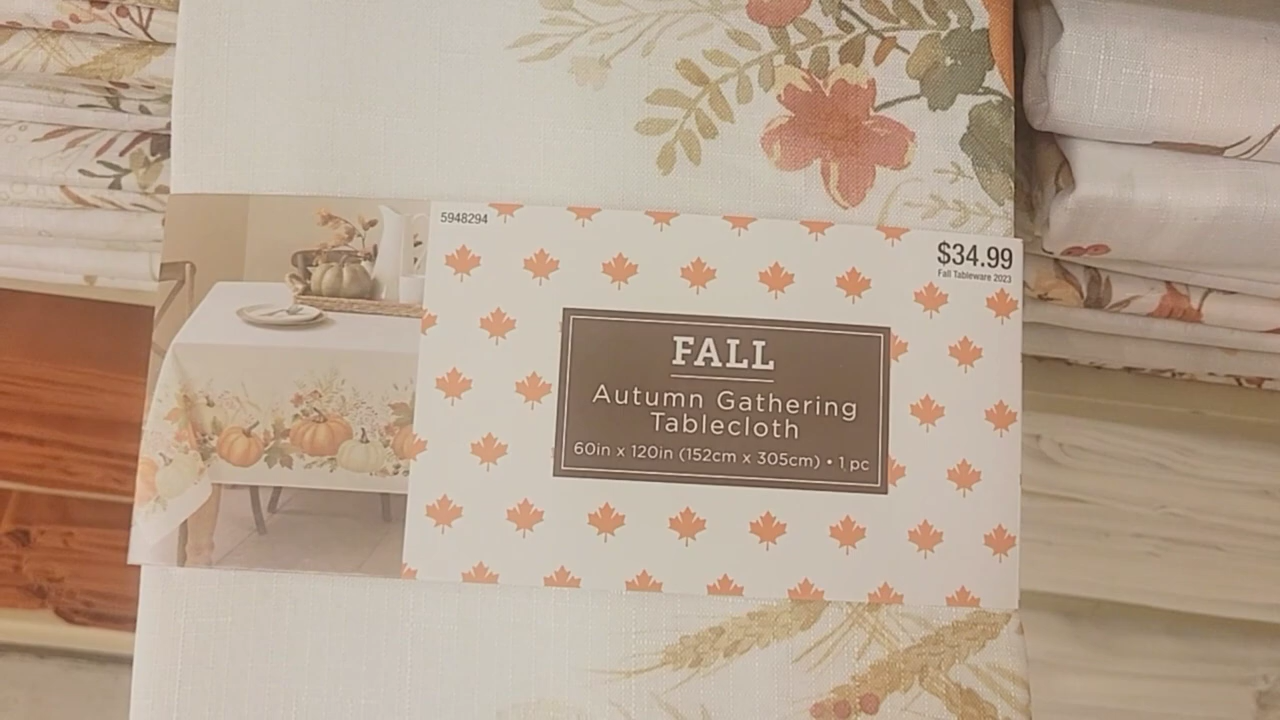 5948294
$34.99
Fall Tableware 2023
FALL
Autumn Gathering
Tablecloth
60in x 120in (152cm x 305cm) • 1 pc